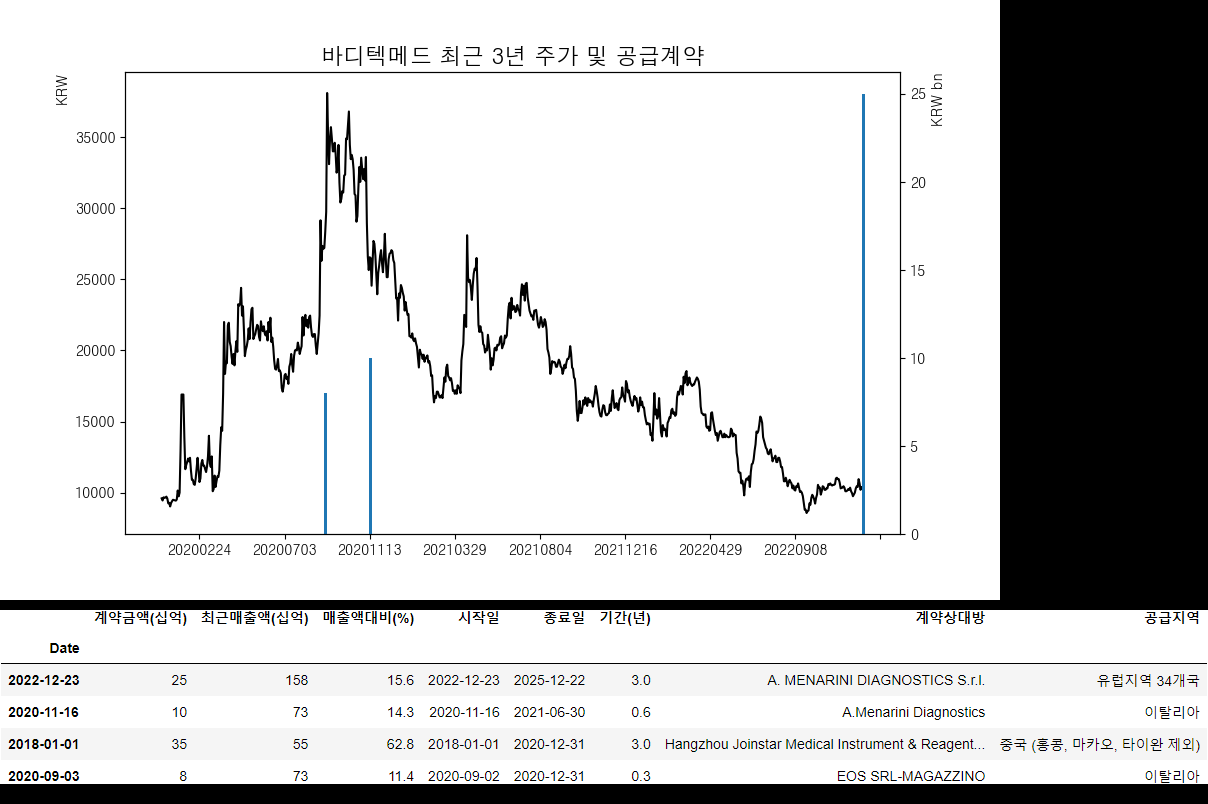 바디텍메드 최근 3년 주가 및 공급계약
KRW
KRW bn
35000
30000
25000
20000
15000
10000
25
20
15
10
5
0
20200224 20200703 20201113 20210329 20210804 20211216 20220429 20220908
계약금액(십억) 최근매출액(십억) 매출액대비(%) 시작일 종료일 기간(년) 계약상대방 공급지역
Date
2022-12-23 25 158 15.6 2022-12-23 2025-12-22 3.0 A. MENARINI DIAGNOSTICS S.r.l. 유럽지역 34개국
2020-11-16 10 73 14.3 2020-11-16 2021-06-30 0.6 A.Menarini Diagnostics 이탈리아
2018-01-01 35 55 62.8 2018-01-01 2020-12-31 3.0 Hangzhou Joinstar Medical Instrument & Reagent... 중국 (홍콩, 마카오, 타이완 제외)
2020-09-03 8 73 11.4 2020-09-02 2020-12-31 0.3 EOS SRL-MAGAZZINO 이탈리아